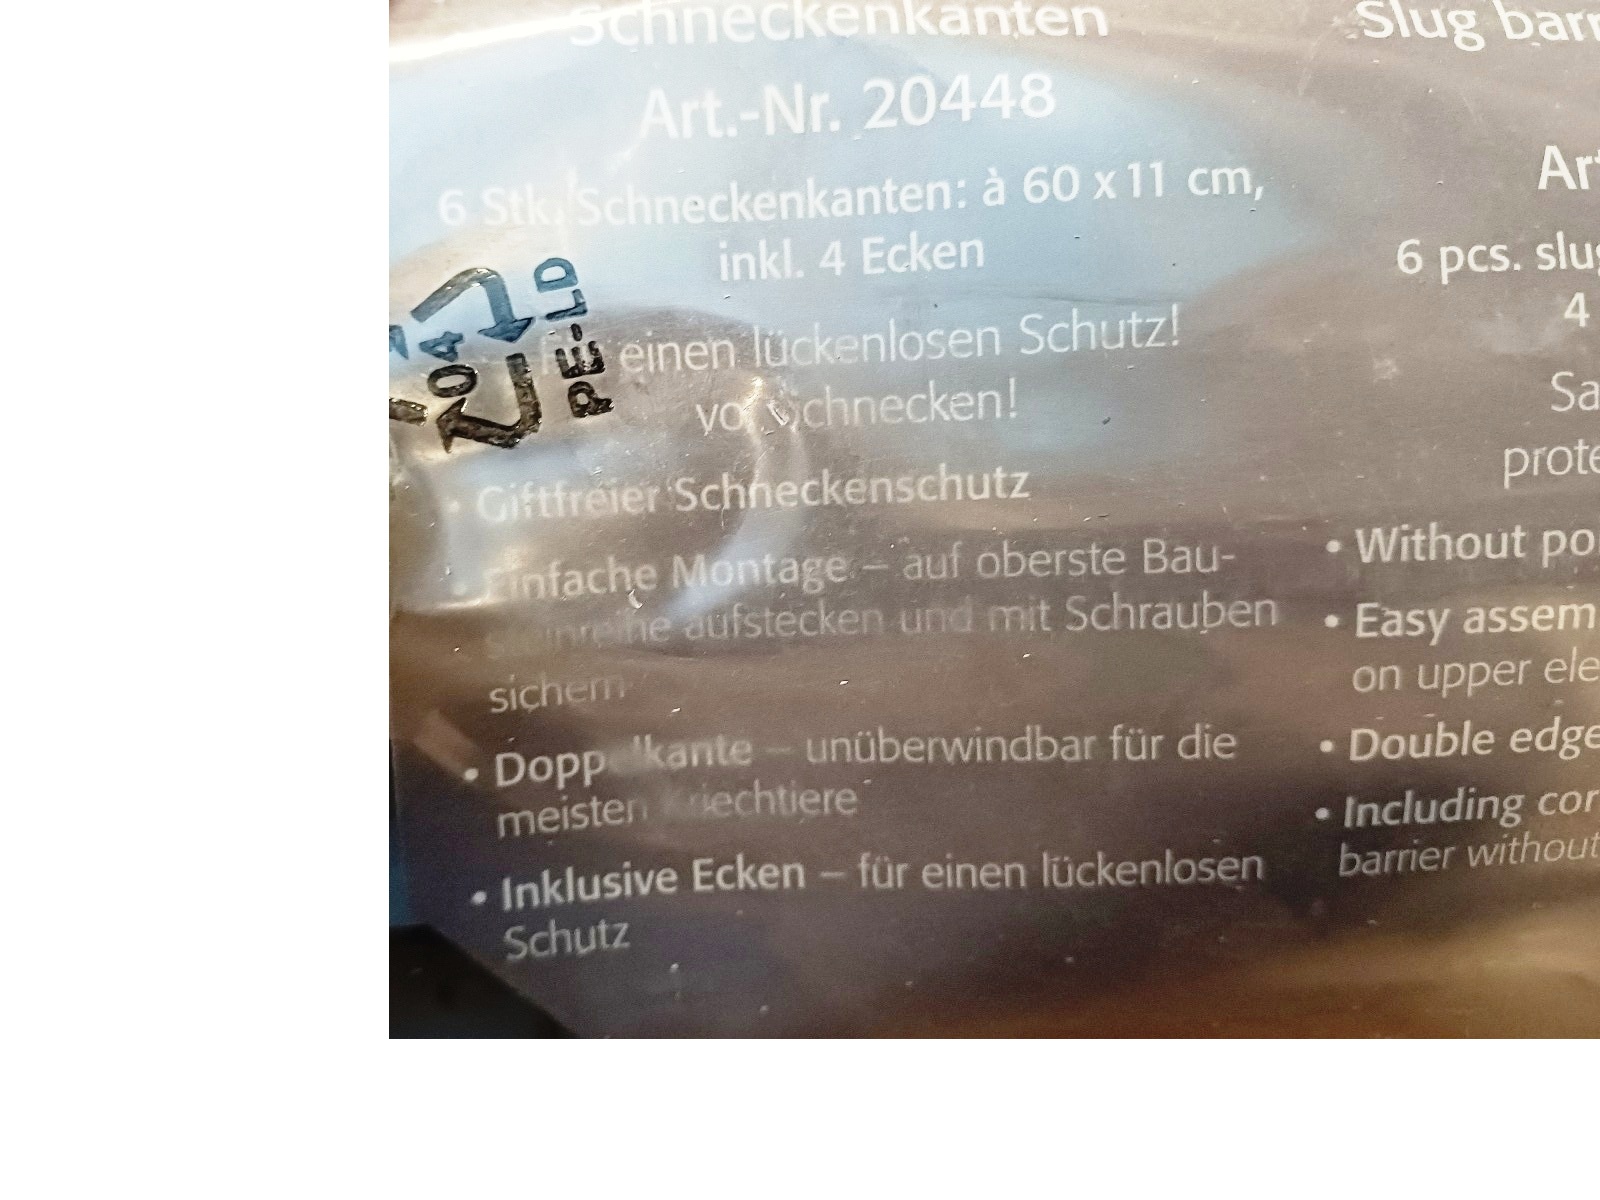 Schneckenkanten
Art.-Nr. 20448
6 Stk. Schneckenkanten: à 60 x 11 cm,
inkl. 4 Ecken
einen lückenlosen Schutz!
Schnecken!
• Giftfreier Schneckenschutz
• Einfache Montage – auf oberste Bau-
steinreihe aufstecken und mit Schrauben
sichern
• Doppelkante – unüberwindbar für die
meisten Kriechtiere
• Inklusive Ecken – für einen lückenlosen
Schutz
04
PE-LD
Slug barr
Art
6 pcs. slug
4
Sa
prote
• Without po
• Easy assem
on upper ele
• Double edge
• Including cor
barrier without